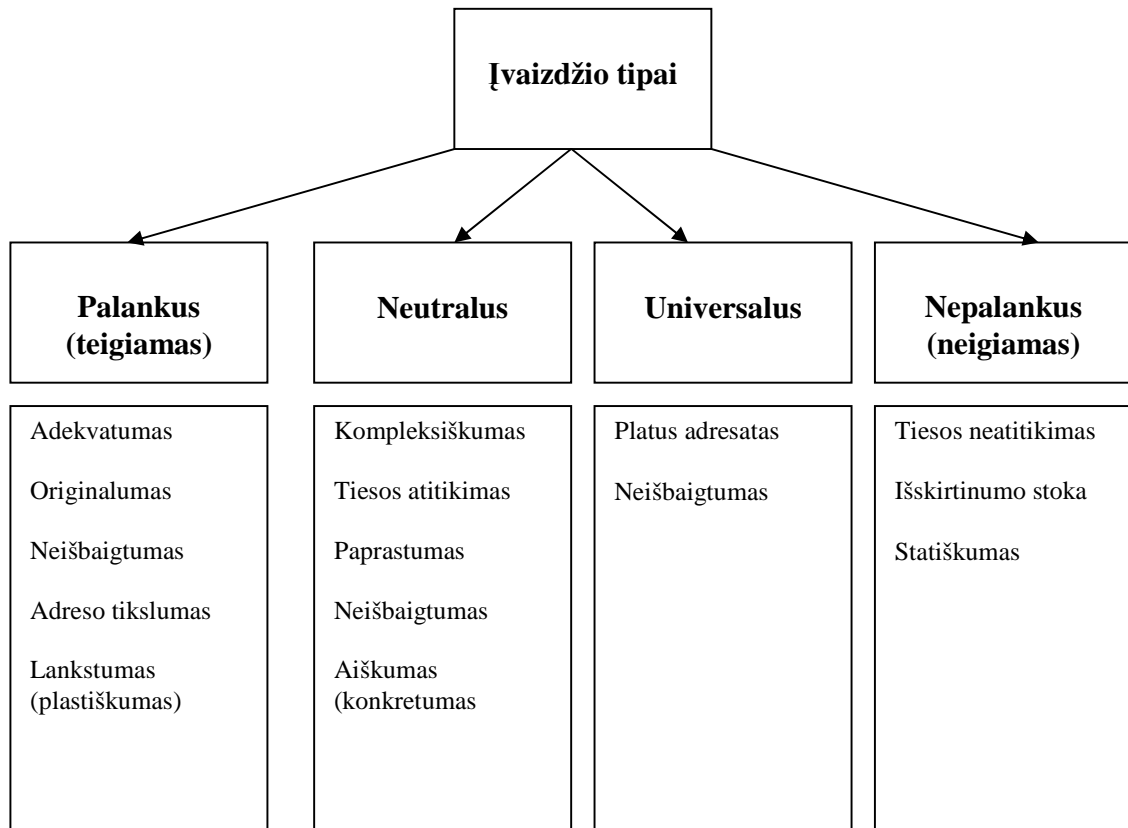 Įvaizdžio tipai
Palankus
(teigiamas)
Neutralus
Universalus
Nepalankus
(neigiamas)
Adekvatumas
Originalumas
Neišbaigtumas
Adreso tikslumas
Lankstumas
(plastiškumas)
Kompleksiškumas
Tiesos atitikimas
Paprastumas
Neišbaigtumas
Aiškumas
(konkretumas
Platus adresatas
Neišbaigtumas
Tiesos neatitikimas
Išskirtinumo stoka
Statiškumas